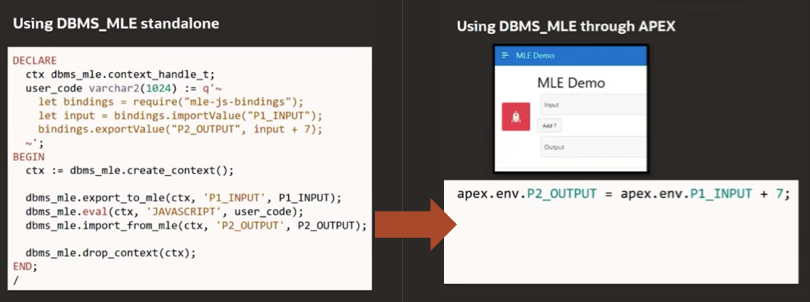 Using DBMS_MLE standalone
DECLARE
  ctx dbms_mle.context_handle_t;
  user_code varchar2(1024) := q'~
    let bindings = require("mle-js-bindings");
    let input = bindings.importValue("P1_INPUT");
    bindings.exportValue("P2_OUTPUT", input + 7);
  ~';
BEGIN
  ctx := dbms_mle.create_context();
  dbms_mle.export_to_mle(ctx, 'P1_INPUT', P1_INPUT);
  dbms_mle.eval(ctx, 'JAVASCRIPT', user_code);
  dbms_mle.import_from_mle(ctx, 'P2_OUTPUT', P2_OUTPUT);
  dbms_mle.drop_context(ctx);
END;
/
Using DBMS_MLE through APEX
MLE Demo
MLE Demo
Input
Add 7
Output
apex.env.P2_OUTPUT = apex.env.P1_INPUT + 7;